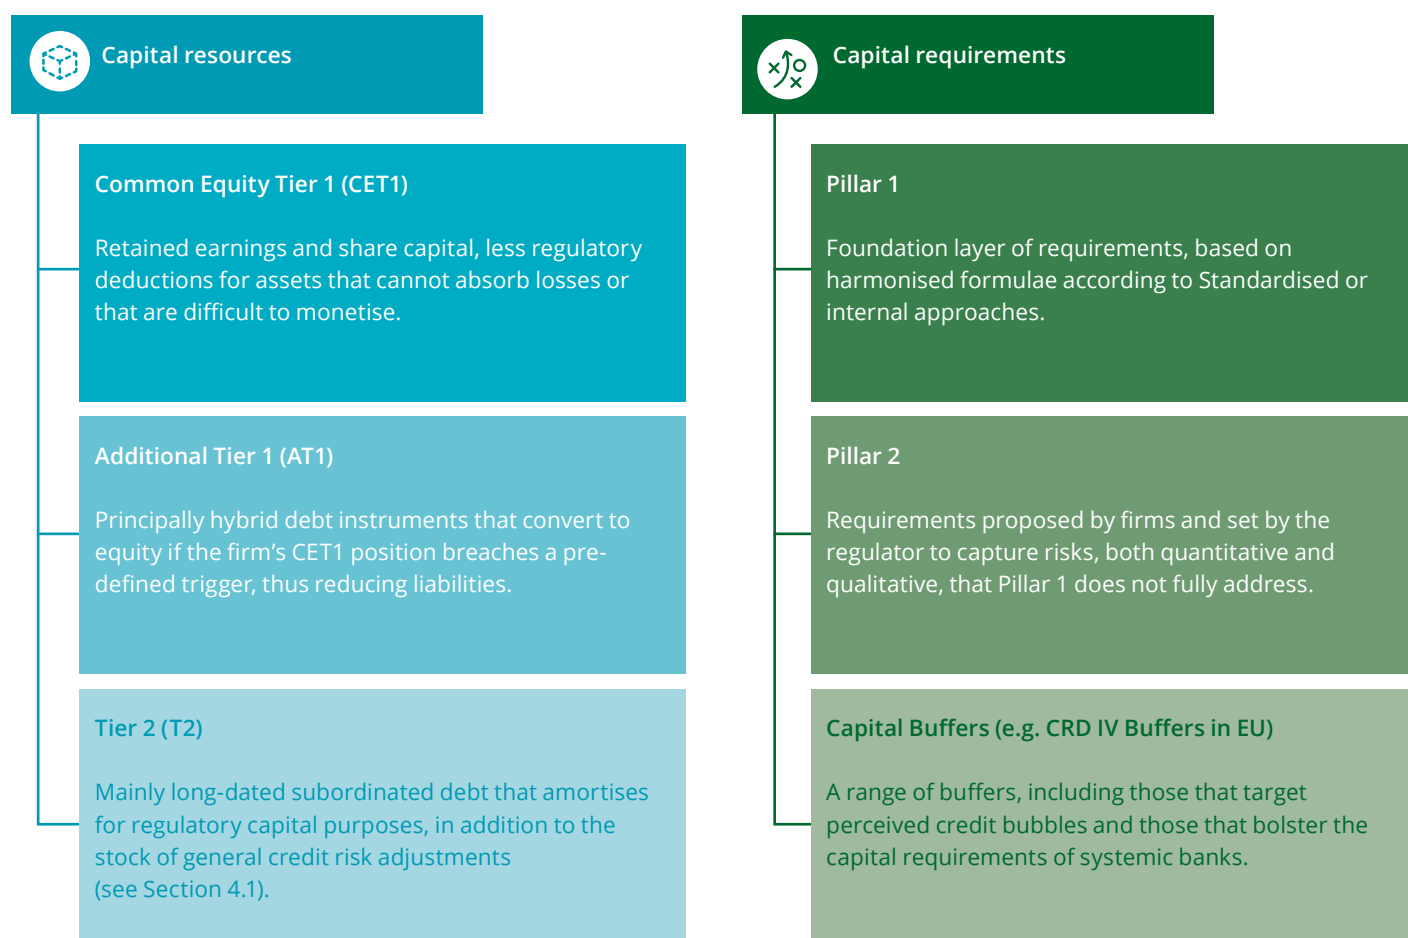 Capital resources
Common Equity Tier 1 (CET1)
Retained earnings and share capital, less regulatory
deductions for assets that cannot absorb losses or
that are difficult to monetise.
Additional Tier 1 (AT1)
Principally hybrid debt instruments that convert to
equity if the firm's CET1 position breaches a pre-
defined trigger, thus reducing liabilities.
Tier 2 (T2)
Mainly long-dated subordinated debt that amortises
for regulatory capital purposes, in addition to the
stock of general credit risk adjustments
(see Section 4.1).
Capital requirements
Pillar 1
Foundation layer of requirements, based on
harmonised formulae according to Standardised or
internal approaches.
Pillar 2
Requirements proposed by firms and set by the
regulator to capture risks, both quantitative and
qualitative, that Pillar 1 does not fully address.
Capital Buffers (e.g. CRD IV Buffers in EU)
A range of buffers, including those that target
perceived credit bubbles and those that bolster the
capital requirements of systemic banks.